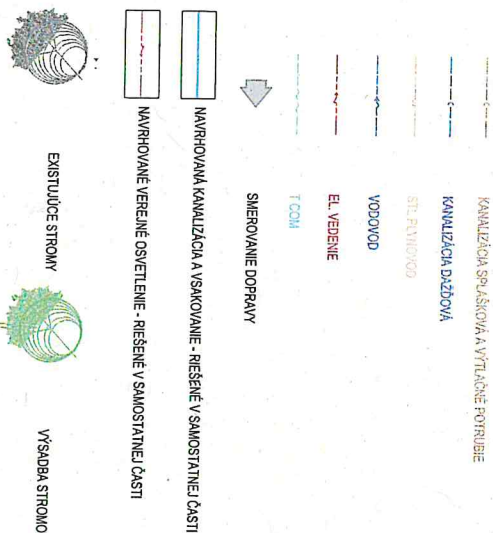 KANALIZÁCIA SPLAŠKOVÁ A VÝTLAČNÉ POTRUBIE
KANALIZÁCIA DAŽĎOVÁ
STL PLYNOVOD
VODOVOD
EL. VEDENIE
T COM
SMEROVANIE DOPRAVY
NAVRHOVANÁ KANALIZÁCIA A VSAKOVANIE - RIEŠENÉ V SAMOSTATNEJ ČASTI
NAVRHOVANÉ VEREJNÉ OSVETLENIE - RIEŠENÉ V SAMOSTATNEJ ČASTI
EXISTUJÚCE STROMY
VÝSADBA STROMO